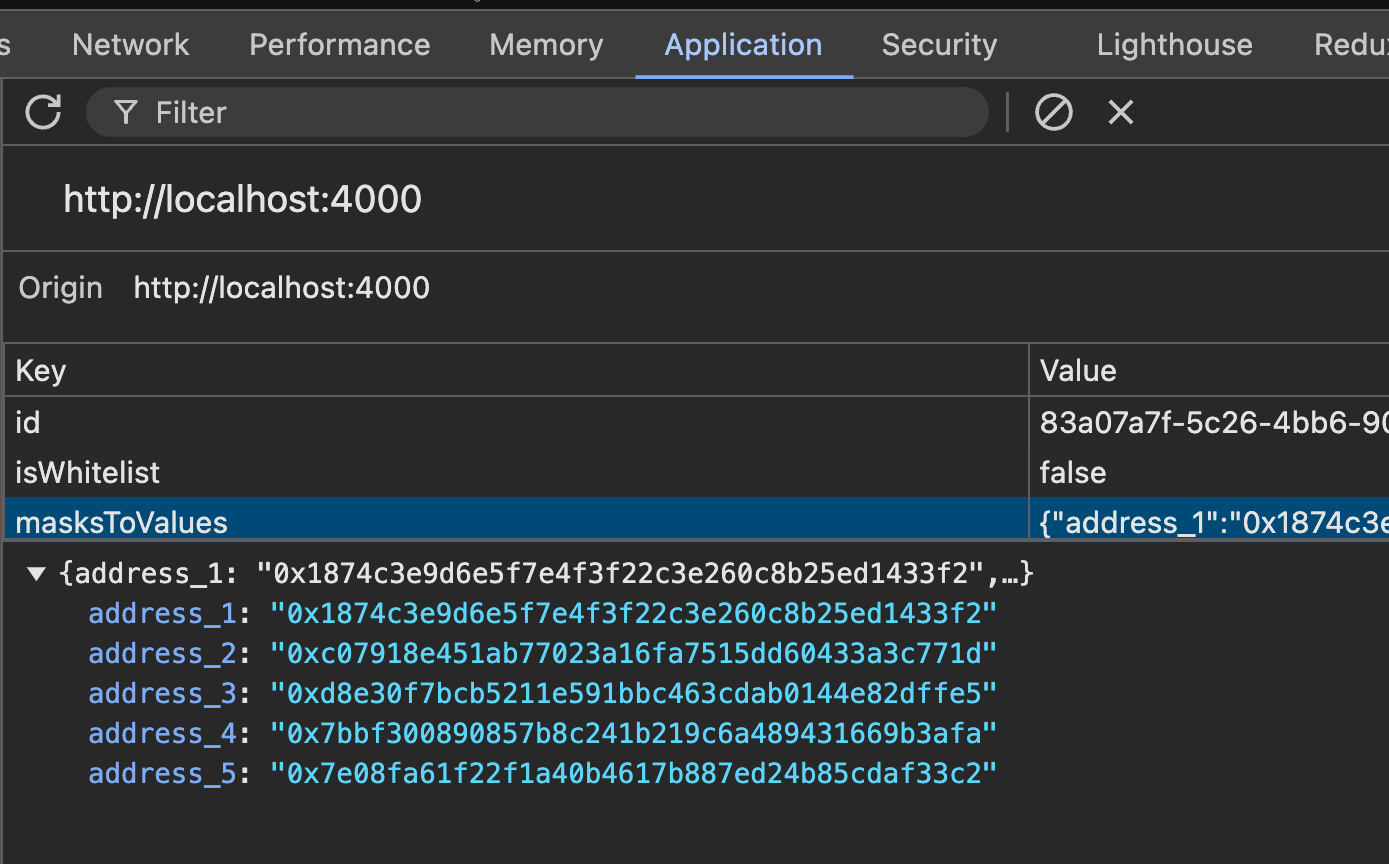 s Network Performance Memory Application Security Lighthouse Redux
Filter
http://localhost:4000
Origin http://localhost:4000
Key Value
id 83a07a7f-5c26-4bb6-90
isWhitelist false
masksToValues {"address_1":"0x1874c3e
▼ {address_1: "0x1874c3e9d6e5f7e4f3f22c3e260c8b25ed1433f2",…}
address_1: "0x1874c3e9d6e5f7e4f3f22c3e260c8b25ed1433f2"
address_2: "0xc07918e451ab77023a16fa7515dd60433a3c771d"
address_3: "0xd8e30f7bcb5211e591bbc463cdab0144e82dffe5"
address_4: "0x7bbf300890857b8c241b219c6a489431669b3afa"
address_5: "0x7e08fa61f22f1a40b4617b887ed24b85cdaf33c2"